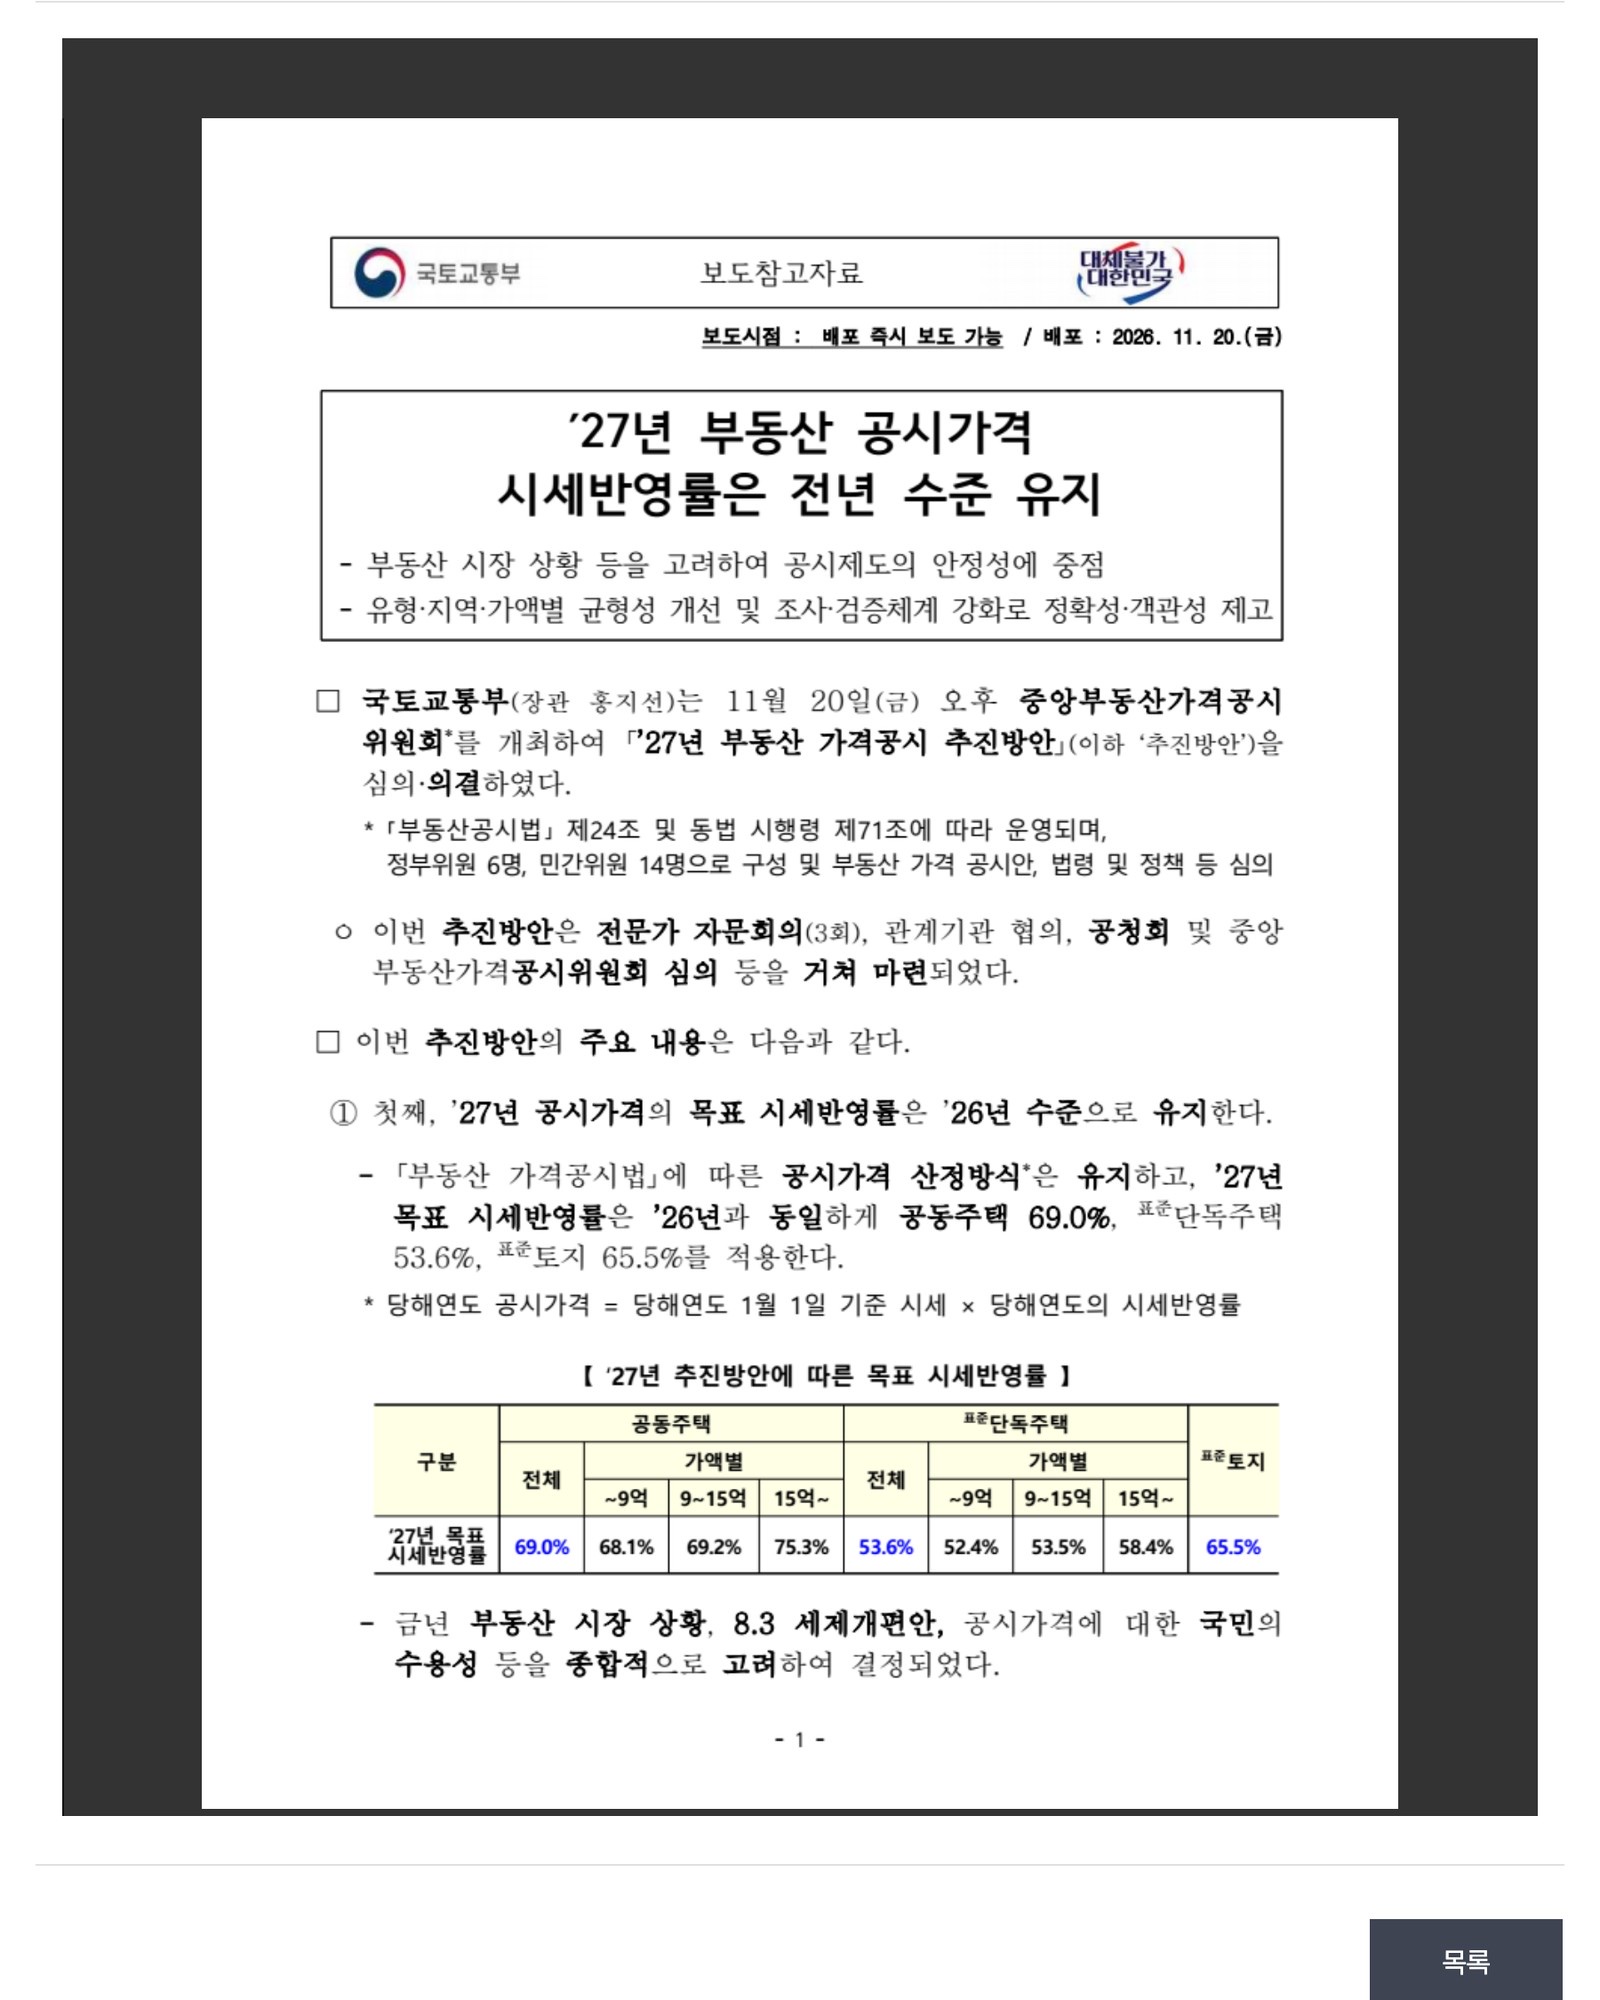 국토교통부
보도참고자료
대체불가
대한민국
보도시점 : 배포 즉시 보도 가능 / 배포 : 2026. 11. 20.(금)
'27년 부동산 공시가격
시세반영률은 전년 수준 유지
- 부동산 시장 상황 등을 고려하여 공시제도의 안정성에 중점
- 유형·지역·가액별 균형성 개선 및 조사·검증체계 강화로 정확성·객관성 제고
□ 국토교통부(장관 홍지선)는 11월 20일(금) 오후 중앙부동산가격공시
위원회*를 개최하여 「'27년 부동산 가격공시 추진방안」(이하 '추진방안')을
심의·의결하였다.
* 「부동산공시법」 제24조 및 동법 시행령 제71조에 따라 운영되며,
정부위원 6명, 민간위원 14명으로 구성 및 부동산 가격 공시안, 법령 및 정책 등 심의
ㅇ 이번 추진방안은 전문가 자문회의(3회), 관계기관 협의, 공청회 및 중앙
부동산가격공시위원회 심의 등을 거쳐 마련되었다.
□ 이번 추진방안의 주요 내용은 다음과 같다.
① 첫째, '27년 공시가격의 목표 시세반영률은 '26년 수준으로 유지한다.
- 「부동산 가격공시법」에 따른 공시가격 산정방식*은 유지하고, '27년
목표 시세반영률은 '26년과 동일하게 공동주택 69.0%, 표준단독주택
53.6%, 표준토지 65.5%를 적용한다.
* 당해연도 공시가격 = 당해연도 1월 1일 기준 시세 × 당해연도의 시세반영률
【 '27년 추진방안에 따른 목표 시세반영률 】
구분 공동주택 표준단독주택 표준토지
전체 가액별 전체 가액별
~9억 9~15억 15억~ ~9억 9~15억 15억~
'27년 목표
시세반영률 69.0% 68.1% 69.2% 75.3% 53.6% 52.4% 53.5% 58.4% 65.5%
- 금년 부동산 시장 상황, 8.3 세제개편안, 공시가격에 대한 국민의
수용성 등을 종합적으로 고려하여 결정되었다.
- 1 -
목록